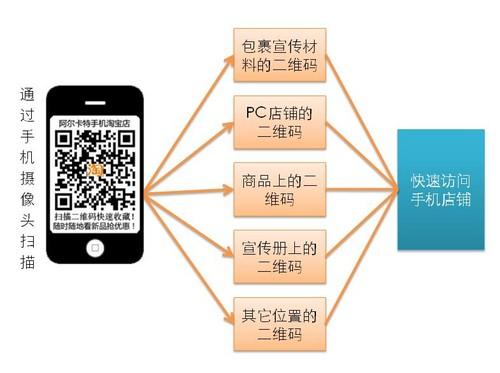 通过手机摄像头扫描
阿尔卡特手机淘宝店
淘
扫描二维码快速收藏!
随时随地看新品抢优惠!
包裹宣传材
料的二维码
PC店铺的
二维码
商品上的二
维码
宣传册上的
二维码
其它位置的
二维码
快速访问
手机店铺